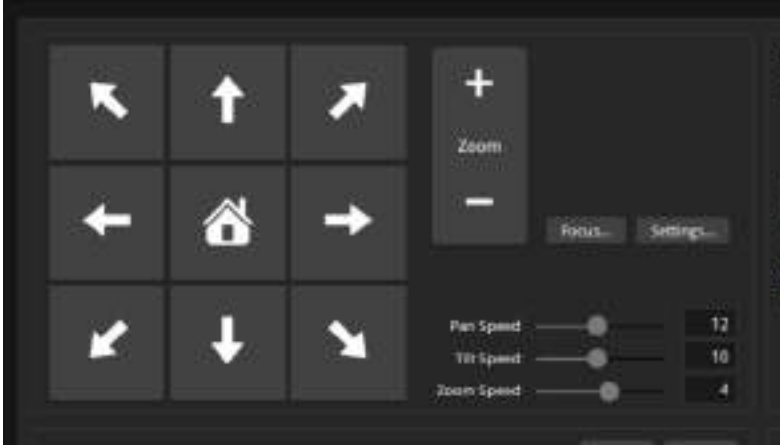 +
Zoom
−
Focus... Settings...
Pan Speed 12
Tilt Speed 10
Zoom Speed 4